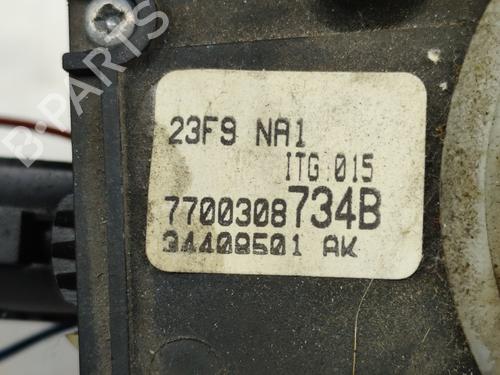 B-PARTS
23F9 NA1
ITG 015
7700308734B
34408501 AK